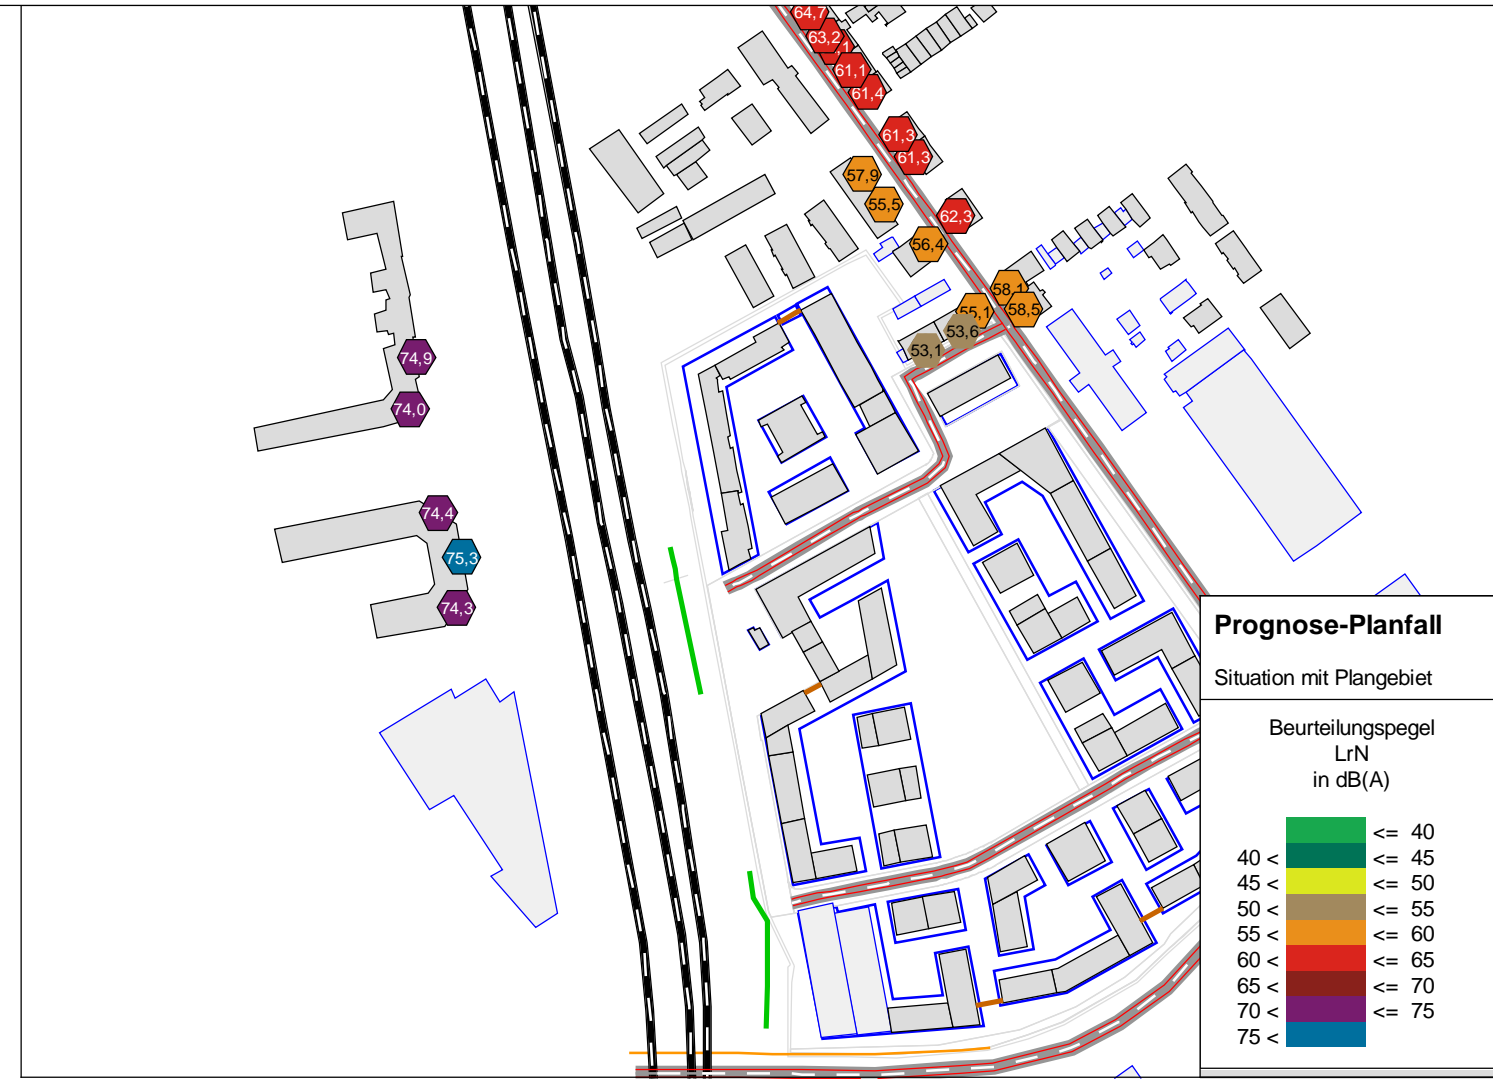 64,7
63,2
61,1
61,4
61,3
61,3
57,9
55,5
62,3
56,4
58,1
58,5
55,1
53,6
53,1
74,9
74,0
74,4
75,3
74,3
Prognose-Planfall
Situation mit Plangebiet
Beurteilungspegel
LrN
in dB(A)
<= 40
40 < <= 45
45 < <= 50
50 < <= 55
55 < <= 60
60 < <= 65
65 < <= 70
70 < <= 75
75 <